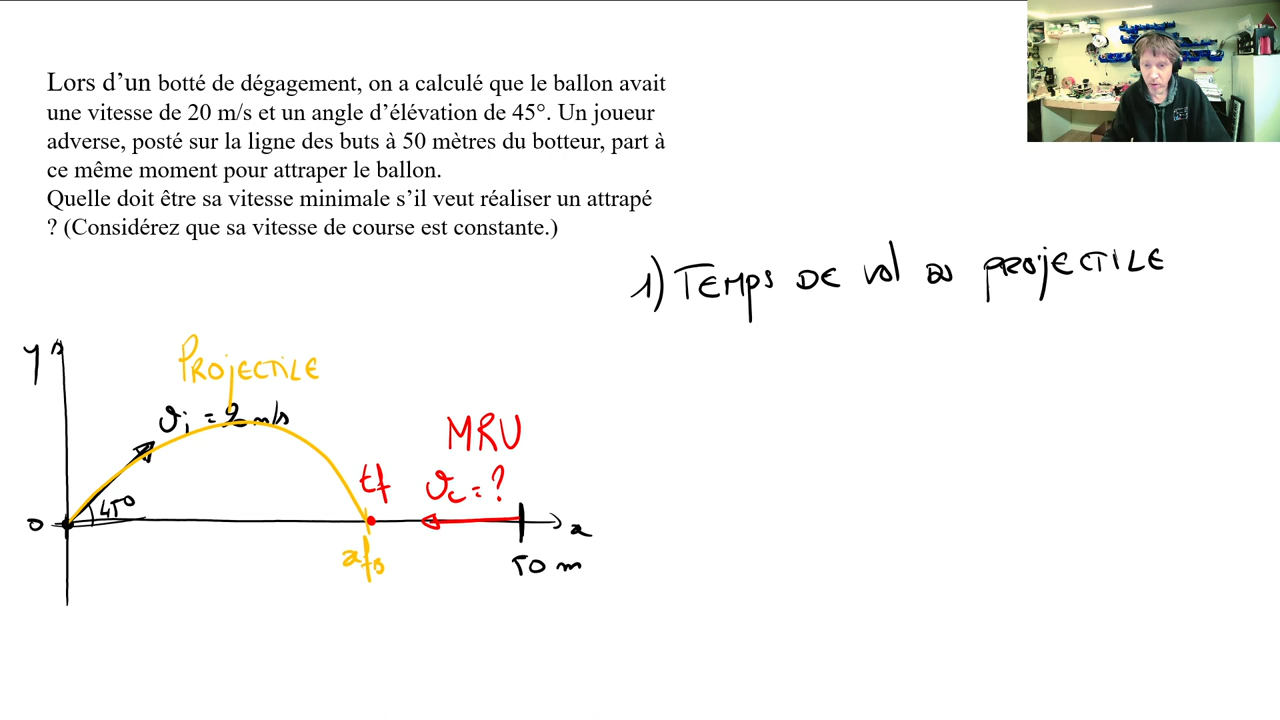 Lors d’un botté de dégagement, on a calculé que le ballon avait
une vitesse de 20 m/s et un angle d’élévation de 45°. Un joueur
adverse, posté sur la ligne des buts à 50 mètres du botteur, part à
ce même moment pour attraper le ballon.
Quelle doit être sa vitesse minimale s’il veut réaliser un attrapé
? (Considérez que sa vitesse de course est constante.)
1) TEMPS DE vol DU PROJECTILE
y
PROJECTILE
MRU
tf
vc = ?
45°
0
x
xfB
50 m